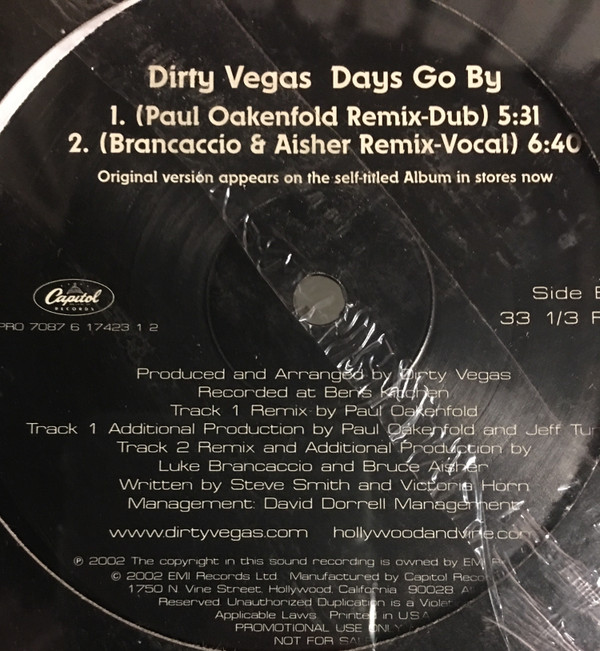 Dirty Vegas Days Go By
1. (Paul Oakenfold Remix-Dub) 5:31
2. (Brancaccio & Aisher Remix-Vocal) 6:40
Original version appears on the self-titled Album in stores now
Capitol
RECORDS
Side
PRO 7087 6 17423 1 2
33 1/3
Produced and Arranged by Dirty Vegas
Recorded at Ben's Kitchen
Track 1 Remix by Paul Oakenfold
Track 1 Additional Production by Paul Oakenfold and Jeff
Track 2 Remix and Additional Production by
Luke Brancaccio and Bruce Aisher
Written by Steve Smith and Victoria Horn
Management: David Dorrell Management
www.dirtyvegas.com hollywoodandvine.com
℗ 2002 The copyright in this sound recording is owned by EMI
© 2002 EMI Records Ltd. Manufactured by Capitol
1750 N. Vine Street, Hollywood, California 90028
Reserved. Unauthorized Duplication is a
Applicable Laws. Printed in U.S.A.
PROMOTIONAL USE ONLY
NOT FOR